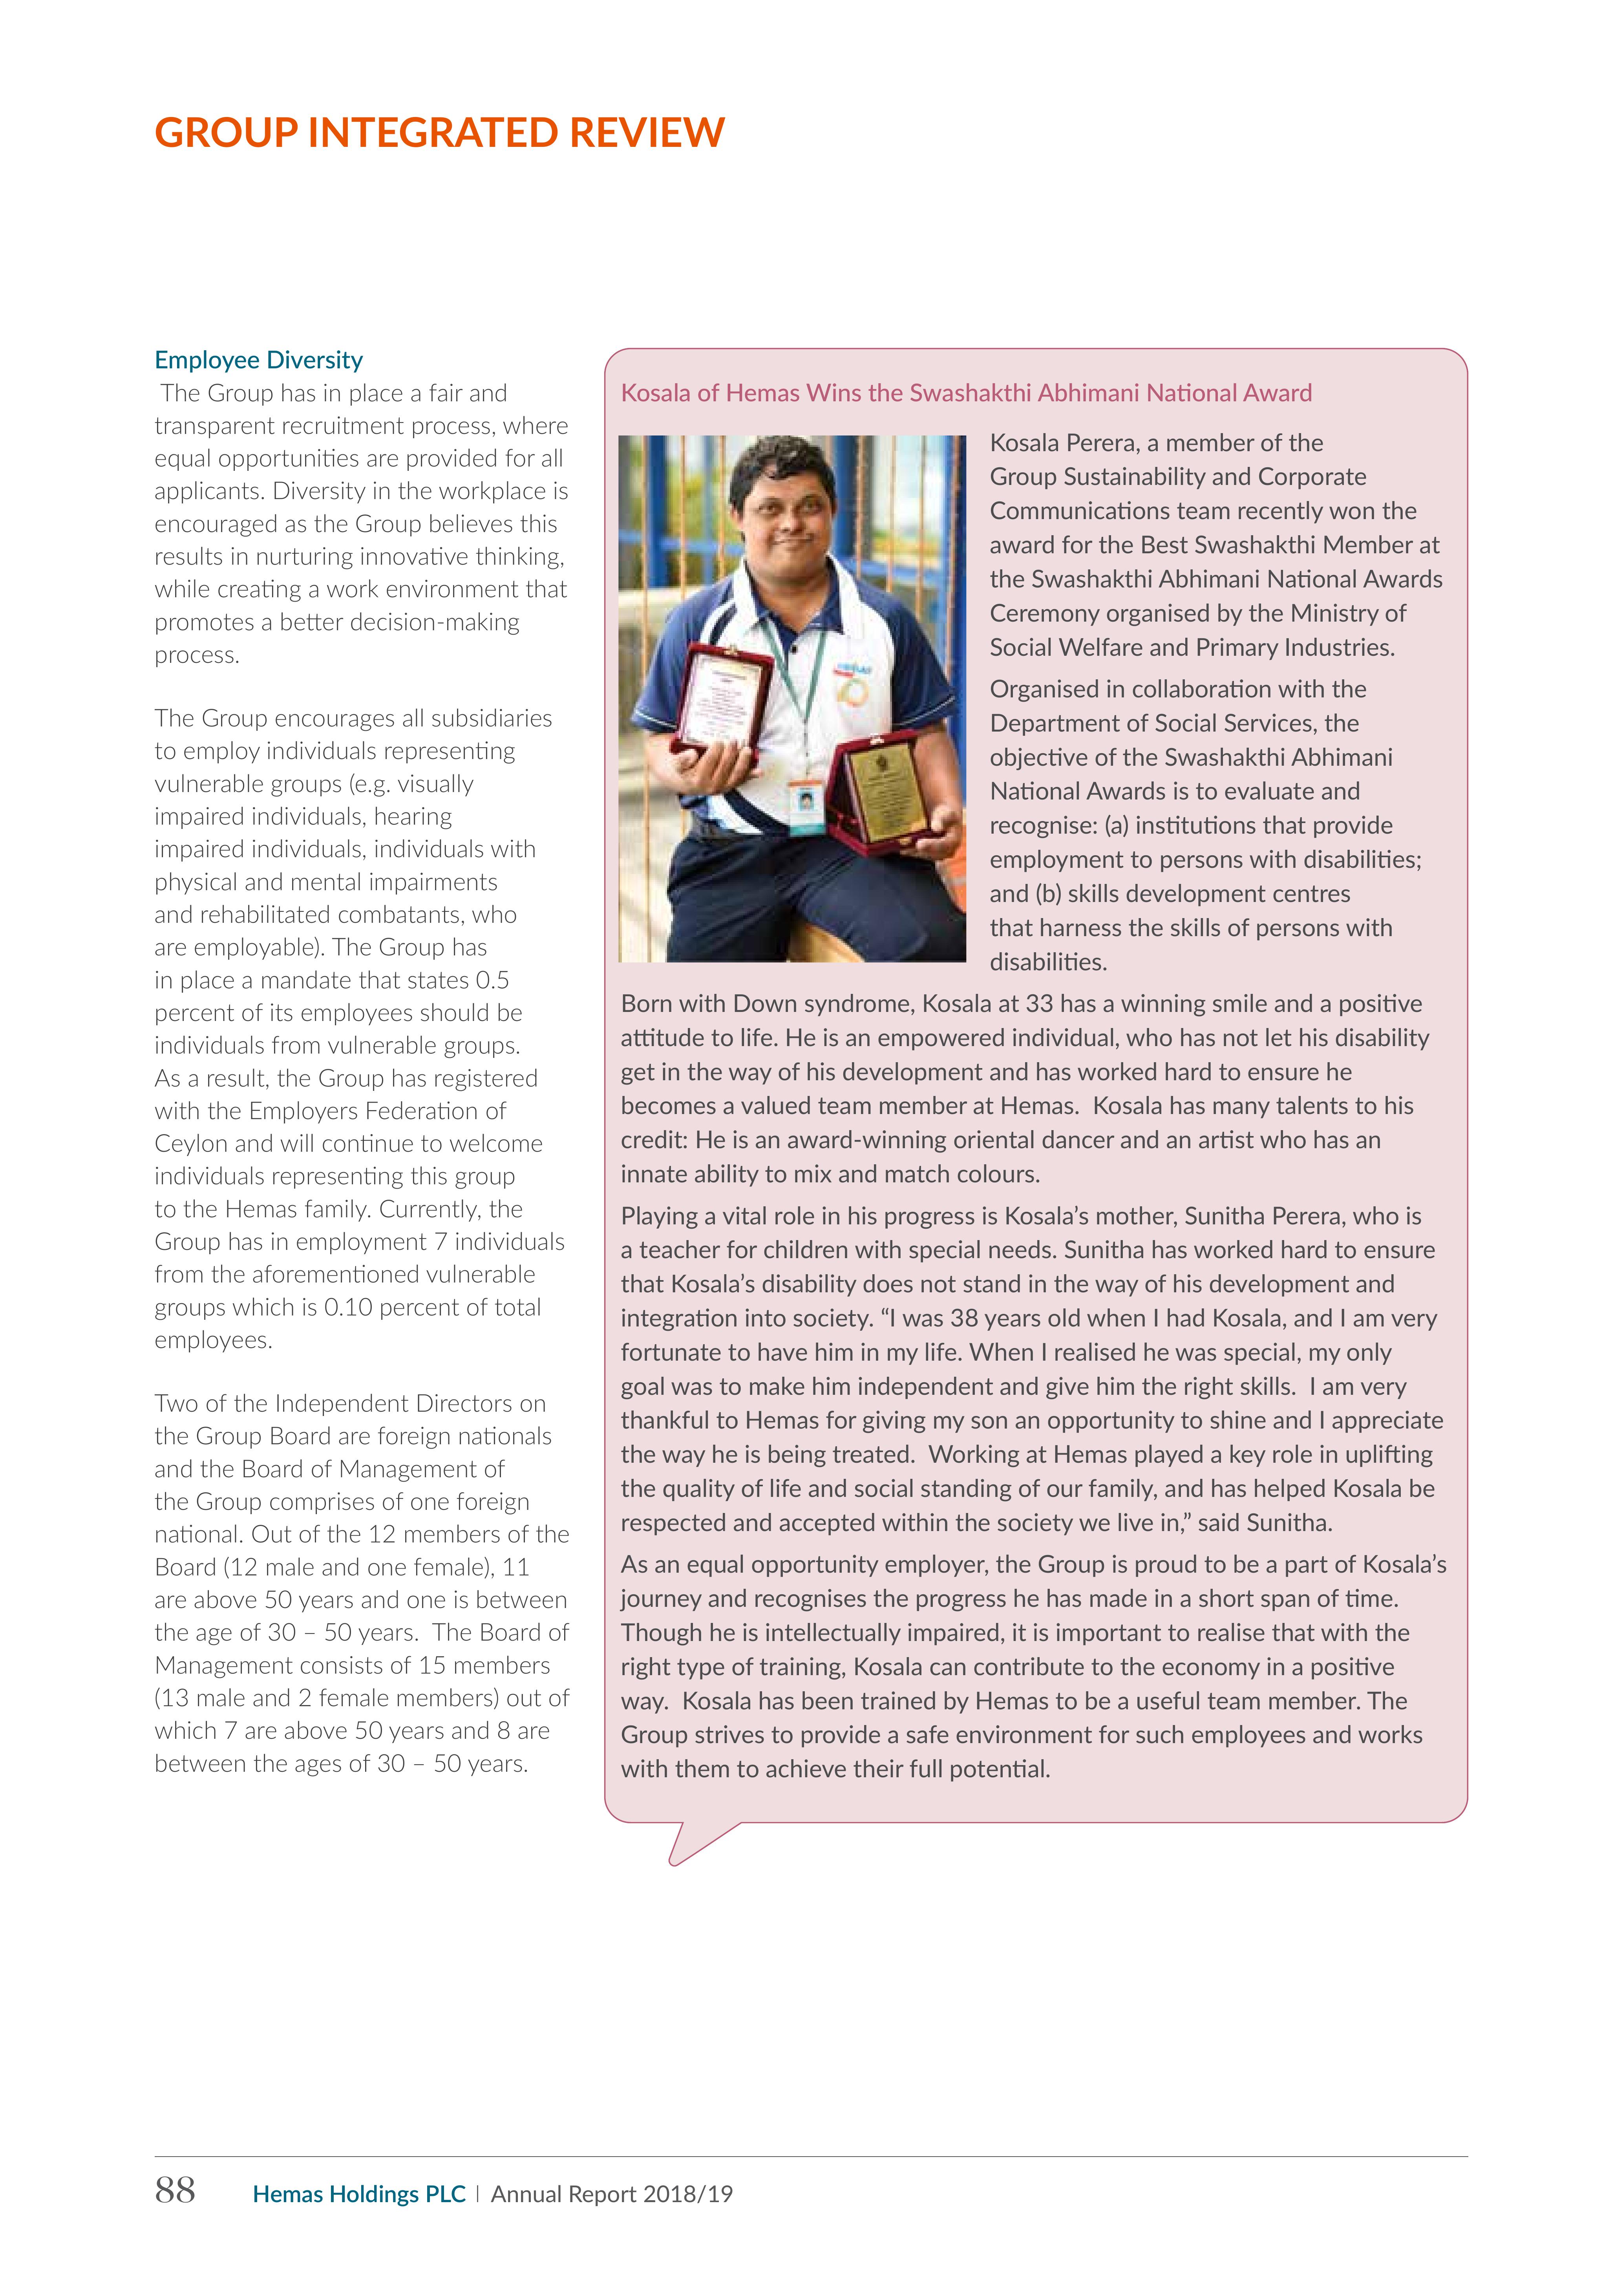 GROUP INTEGRATED REVIEW
Employee Diversity
The Group has in place a fair and
transparent recruitment process, where
equal opportunities are provided for all
applicants. Diversity in the workplace is
encouraged as the Group believes this
results in nurturing innovative thinking,
while creating a work environment that
promotes a better decision-making
process.
The Group encourages all subsidiaries
to employ individuals representing
vulnerable groups (e.g. visually
impaired individuals, hearing
impaired individuals, individuals with
physical and mental impairments
and rehabilitated combatants, who
are employable). The Group has
in place a mandate that states 0.5
percent of its employees should be
individuals from vulnerable groups.
As a result, the Group has registered
with the Employers Federation of
Ceylon and will continue to welcome
individuals representing this group
to the Hemas family. Currently, the
Group has in employment 7 individuals
from the aforementioned vulnerable
groups which is 0.10 percent of total
employees.
Two of the Independent Directors on
the Group Board are foreign nationals
and the Board of Management of
the Group comprises of one foreign
national. Out of the 12 members of the
Board (12 male and one female), 11
are above 50 years and one is between
the age of 30 – 50 years.  The Board of
Management consists of 15 members
(13 male and 2 female members) out of
which 7 are above 50 years and 8 are
between the ages of 30 – 50 years.
Kosala of Hemas Wins the Swashakthi Abhimani National Award
Kosala Perera, a member of the
Group Sustainability and Corporate
Communications team recently won the
award for the Best Swashakthi Member at
the Swashakthi Abhimani National Awards
Ceremony organised by the Ministry of
Social Welfare and Primary Industries.
Organised in collaboration with the
Department of Social Services, the
objective of the Swashakthi Abhimani
National Awards is to evaluate and
recognise: (a) institutions that provide
employment to persons with disabilities;
and (b) skills development centres
that harness the skills of persons with
disabilities.
Born with Down syndrome, Kosala at 33 has a winning smile and a positive
attitude to life. He is an empowered individual, who has not let his disability
get in the way of his development and has worked hard to ensure he
becomes a valued team member at Hemas.  Kosala has many talents to his
credit: He is an award-winning oriental dancer and an artist who has an
innate ability to mix and match colours.
Playing a vital role in his progress is Kosala’s mother, Sunitha Perera, who is
a teacher for children with special needs. Sunitha has worked hard to ensure
that Kosala’s disability does not stand in the way of his development and
integration into society. “I was 38 years old when I had Kosala, and I am very
fortunate to have him in my life. When I realised he was special, my only
goal was to make him independent and give him the right skills.  I am very
thankful to Hemas for giving my son an opportunity to shine and I appreciate
the way he is being treated.  Working at Hemas played a key role in uplifting
the quality of life and social standing of our family, and has helped Kosala be
respected and accepted within the society we live in,” said Sunitha.
As an equal opportunity employer, the Group is proud to be a part of Kosala’s
journey and recognises the progress he has made in a short span of time.
Though he is intellectually impaired, it is important to realise that with the
right type of training, Kosala can contribute to the economy in a positive
way.  Kosala has been trained by Hemas to be a useful team member. The
Group strives to provide a safe environment for such employees and works
with them to achieve their full potential.
88 Hemas Holdings PLC | Annual Report 2018/19